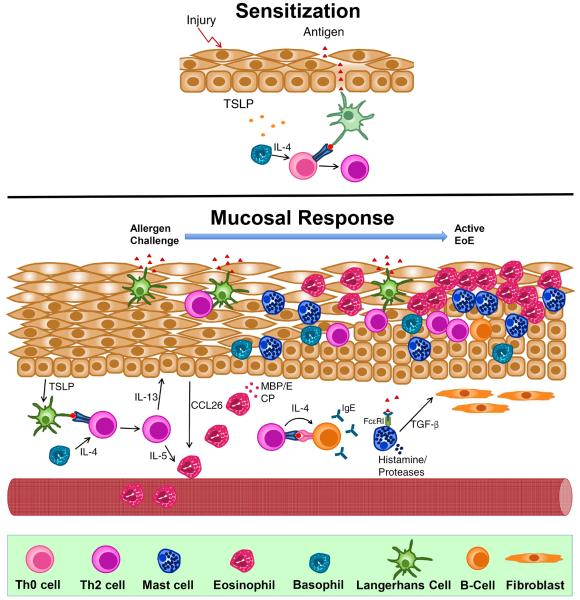 Sensitization
Injury
Antigen
TSLP
IL-4
Mucosal Response
Allergen
Challenge
Active
EoE
TSLP
IL-13
CCL26
MBP/E
CP
IL-4
IgE
FcεRI
TGF-β
IL-4
IL-5
Histamine/
Proteases
Th0 cell
Th2 cell
Mast cell
Eosinophil
Basophil
Langerhans Cell
B-Cell
Fibroblast